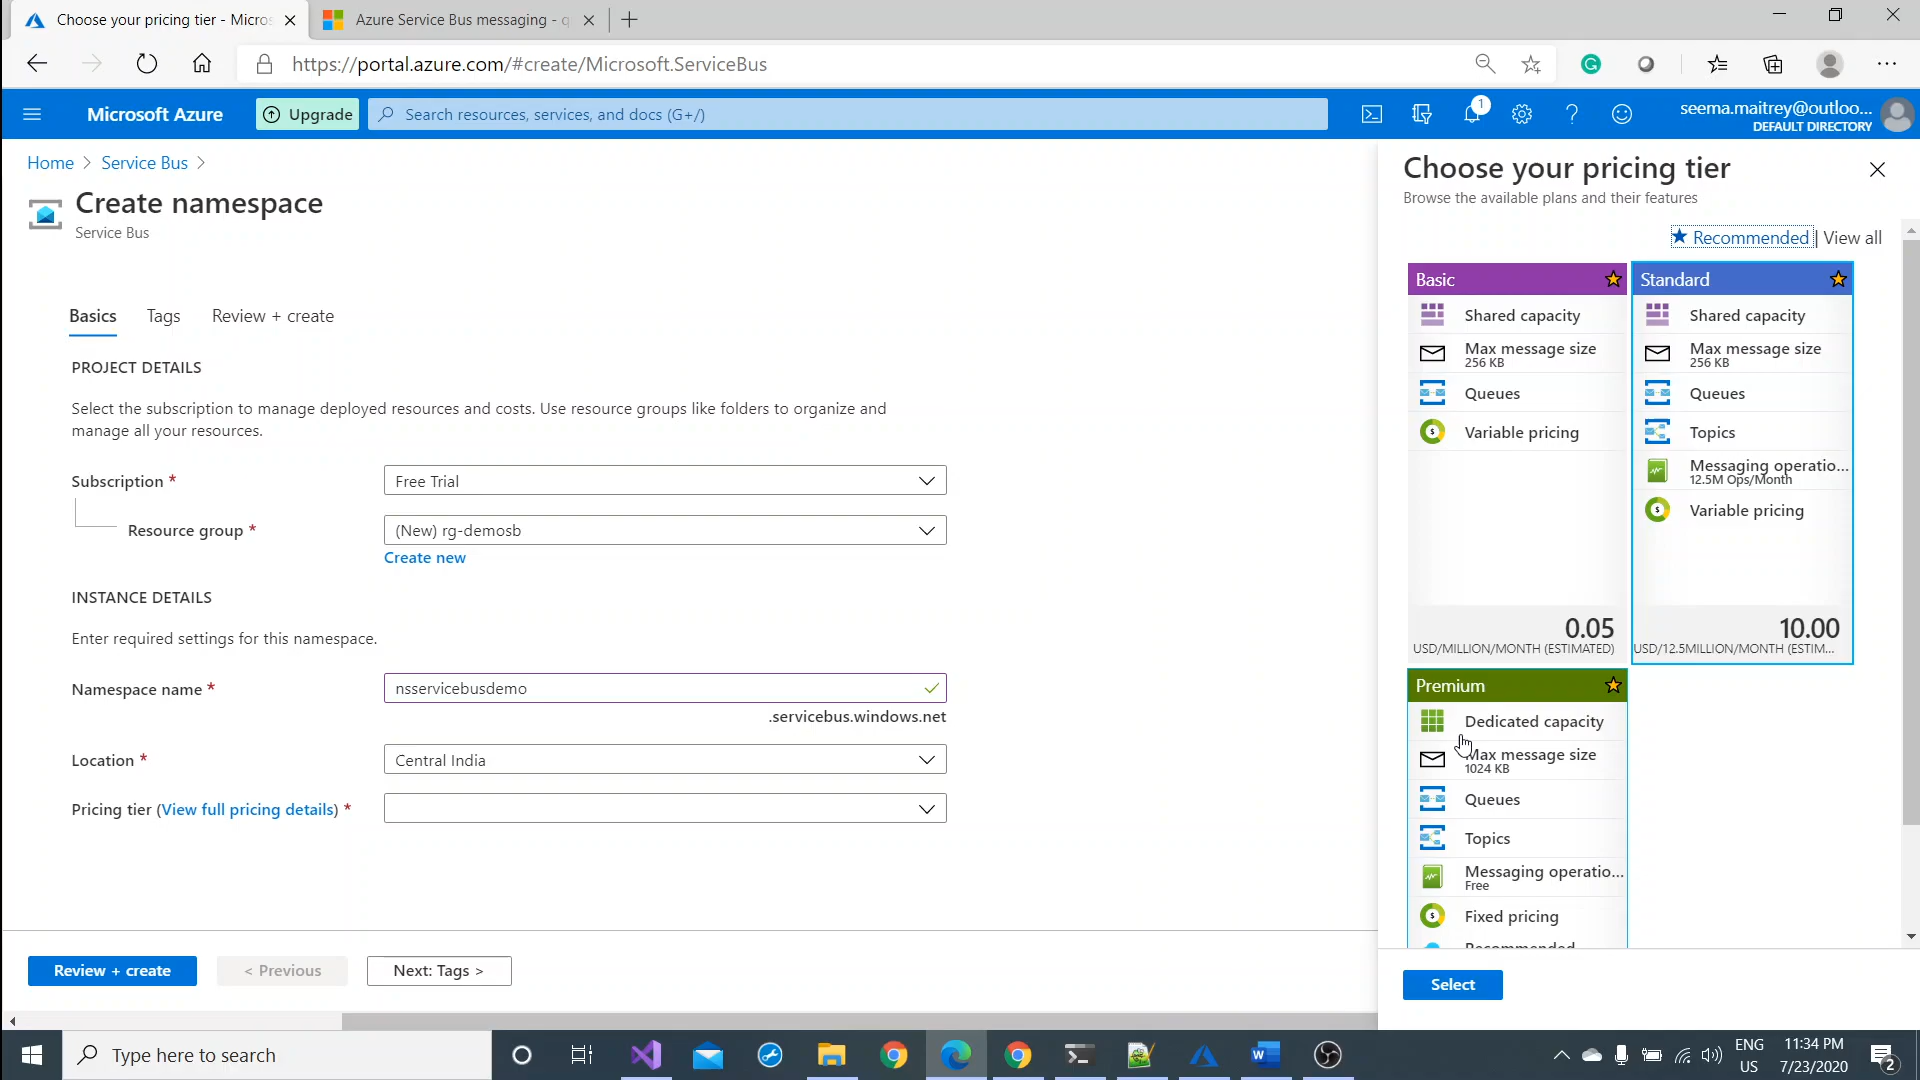 Choose your pricing tier - Micros
Azure Service Bus messaging - q
https://portal.azure.com/#create/Microsoft.ServiceBus
Microsoft Azure
Upgrade
Search resources, services, and docs (G+/)
1
seema.maitrey@outloo...
DEFAULT DIRECTORY
Home > Service Bus >
Create namespace
Service Bus
Basics
Tags
Review + create
PROJECT DETAILS
Select the subscription to manage deployed resources and costs. Use resource groups like folders to organize and
manage all your resources.
Subscription *
Free Trial
Resource group *
(New) rg-demosb
Create new
INSTANCE DETAILS
Enter required settings for this namespace.
Namespace name *
nsservicebusdemo
.servicebus.windows.net
Location *
Central India
Pricing tier (View full pricing details) *
Review + create
< Previous
Next: Tags >
Choose your pricing tier
Browse the available plans and their features
Recommended | View all
Basic
Shared capacity
Max message size
256 KB
Queues
Variable pricing
0.05
USD/MILLION/MONTH (ESTIMATED)
Standard
Shared capacity
Max message size
256 KB
Queues
Topics
Messaging operatio...
12.5M Ops/Month
Variable pricing
10.00
USD/12.5MILLION/MONTH (ESTIM...
Premium
Dedicated capacity
Max message size
1024 KB
Queues
Topics
Messaging operatio...
Free
Fixed pricing
Recommended
Select
Type here to search
ENG
US
11:34 PM
7/23/2020
2